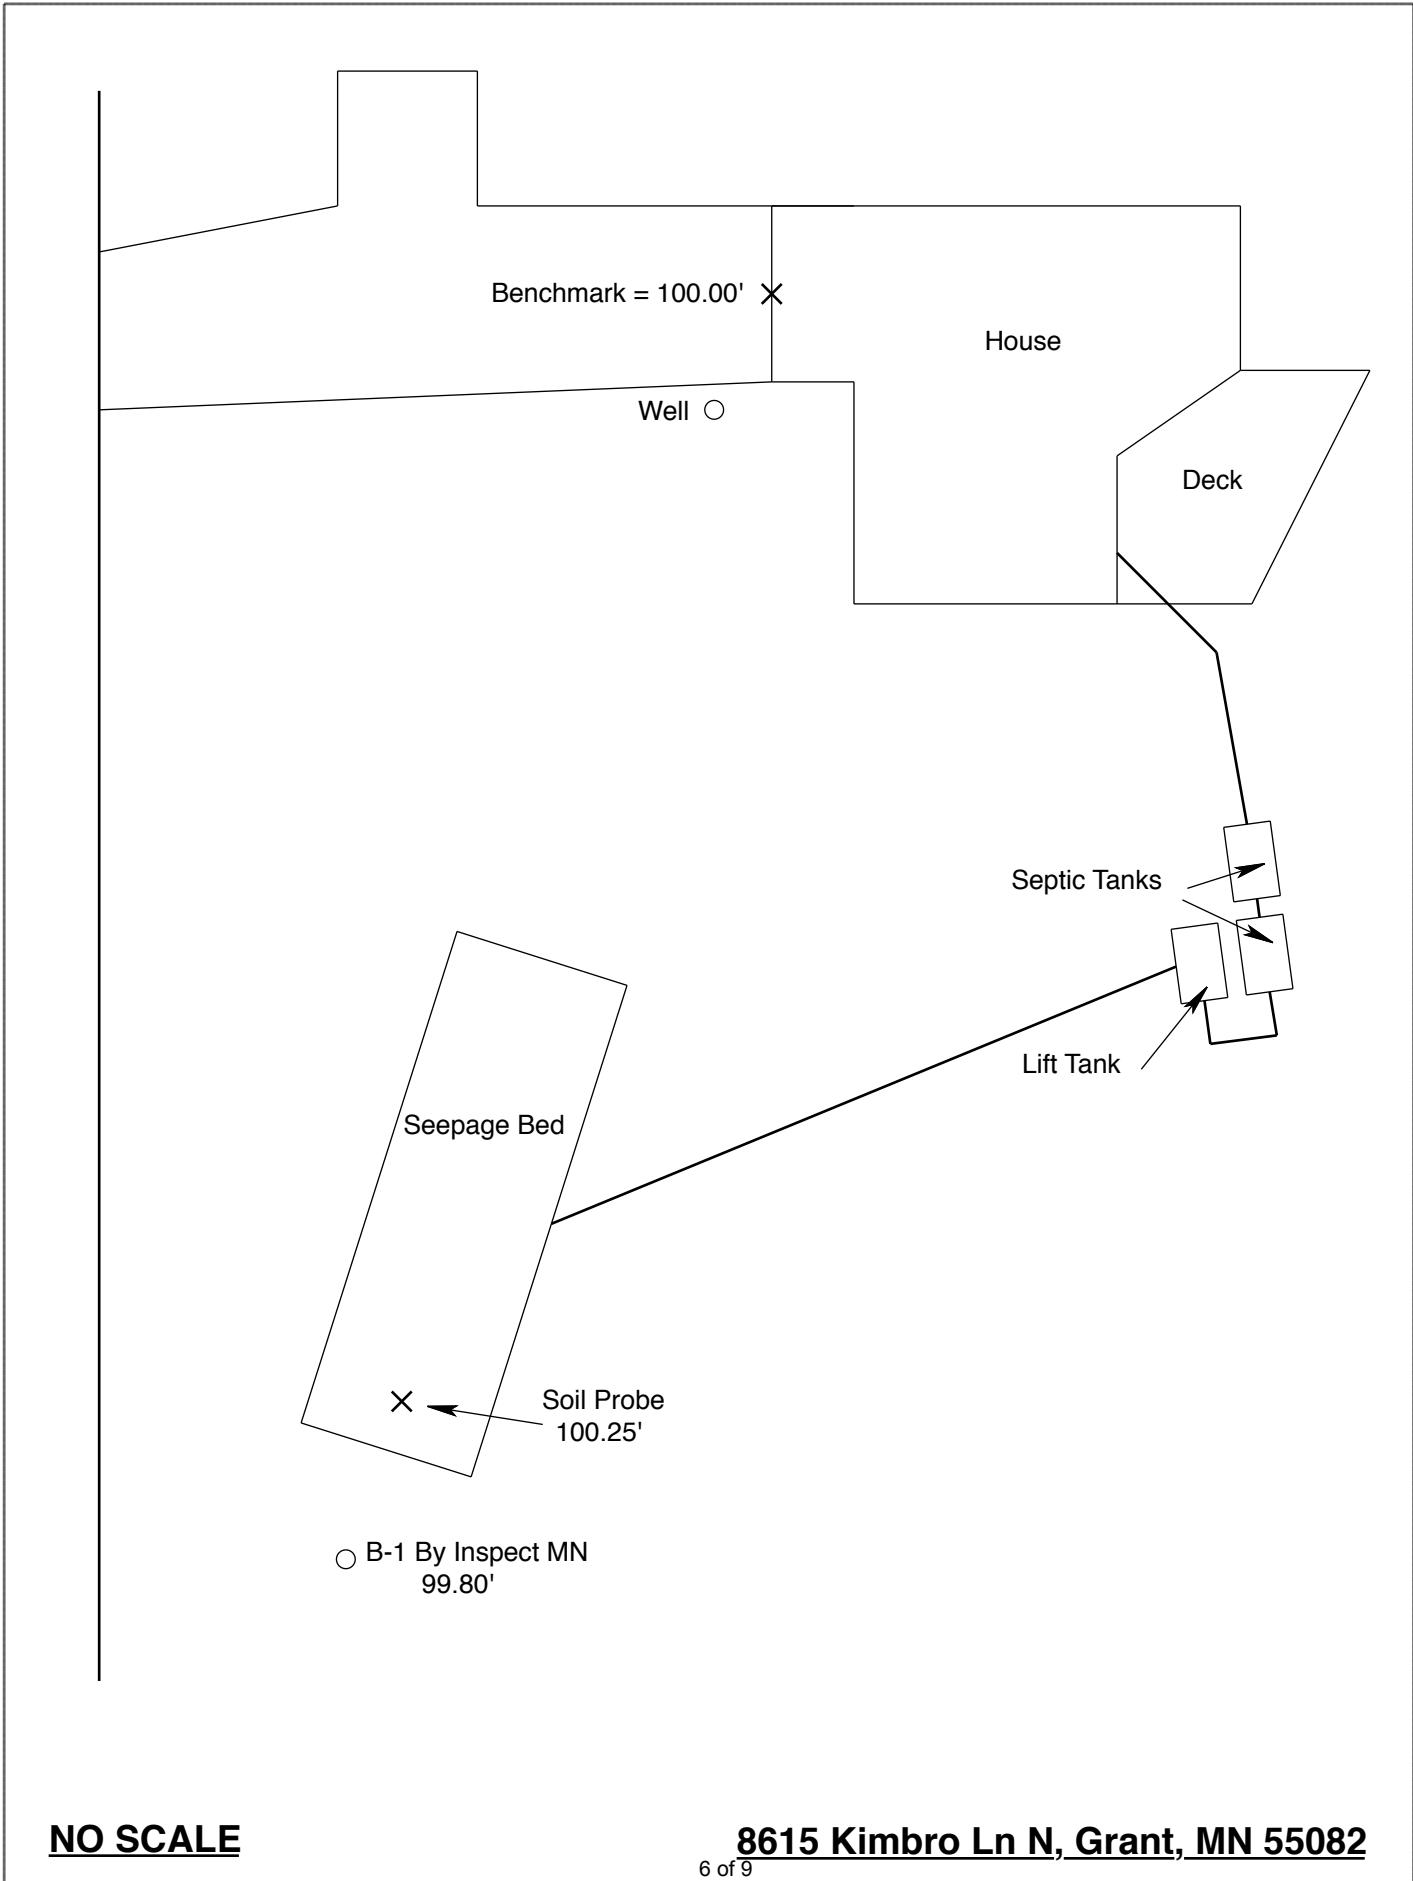 Benchmark = 100.00'
House
Well
Deck
Septic Tanks
Lift Tank
Seepage Bed
Soil Probe
100.25'
B-1 By Inspect MN
99.80'
NO SCALE
8615 Kimbro Ln N, Grant, MN 55082
6 of 9